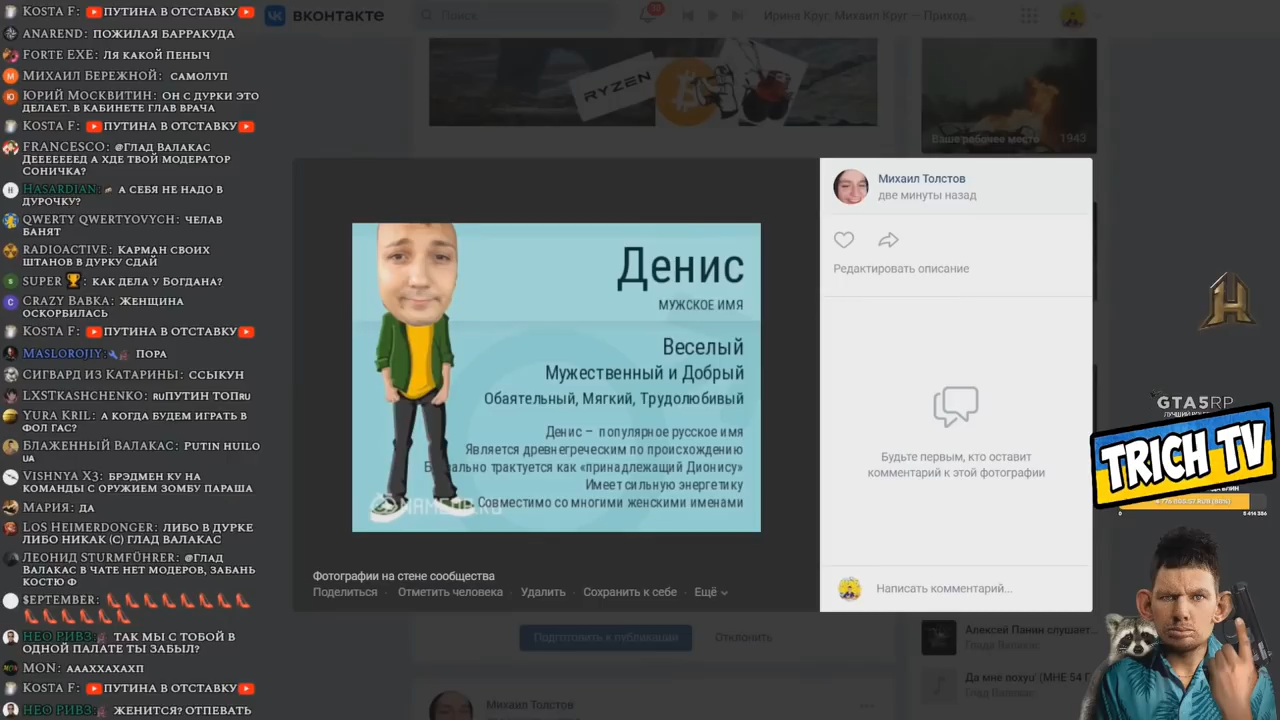 KOSTA F: ПУТИНА В ОТСТАВКУ
ANAREND: ПОЖИЛАЯ БАРРАКУДА
FORTE EXE: ЛЯ КАКОЙ ПЕНЫЧ
МИХАИЛ БЕРЕЖНОЙ: САМОЛУП
ЮРИЙ МОСКВИТИН: ОН С ДУРКИ ЭТО
ДЕЛАЕТ. В КАБИНЕТЕ ГЛАВ ВРАЧА
KOSTA F: ПУТИНА В ОТСТАВКУ
FRANCESCO: @ГЛАД ВАЛАКАС
ДЕЕЕЕЕЕЕД А ХДЕ ТВОЙ МОДЕРАТОР
СОНИЧКА?
HASARDIAN: А СЕБЯ НЕ НАДО В
ДУРОЧКУ?
QWERTY QWERTYOVYCH: ЧЕЛАВ
БАНЯТ
RADIOACTIVE: КАРМАН СВОИХ
ШТАНОВ В ДУРКУ СДАЙ
SUPER 🏆: КАК ДЕЛА У БОГДАНА?
CRAZY BABKA: ЖЕНЩИНА
ОСКОРБИЛАСЬ
KOSTA F: ПУТИНА В ОТСТАВКУ
MASLOROJIY: ПОРА
СИГВАРД ИЗ КАТАРИНЫ: ССЫКУН
LXSTKASHCHENKO: RUПУТИН ТОПRU
YURA KRIL: А КОГДА БУДЕМ ИГРАТЬ В
ФОЛ ГАС?
БЛАЖЕННЫЙ ВАЛАКАС: PUTIN HUILO
UA
VISHNYA X3: БРЭДМЕН КУ НА
КОМАНДЫ С ОРУЖИЕМ ЗОМБУ ПАРАША
МАРИЯ: ДА
LOS HEIMERDONGER: ЛИБО В ДУРКЕ
ЛИБО НИКАК (С) ГЛАД ВАЛАКАС
ЛЕОНИД STURMFÜHRER: @ГЛАД
ВАЛАКАС В ЧАТЕ НЕТ МОДЕРОВ, ЗАБАНЬ
КОСТЮ Ф
$EPTEMBER: 👠👠👠👠👠👠👠👠
👠👠👠👠👠👠
НЕО РИВЗ: ТАК МЫ С ТОБОЙ В
ОДНОЙ ПАЛАТЕ ТЫ ЗАБЫЛ?
MON: АААХХАХАХП
KOSTA F: ПУТИНА В ОТСТАВКУ
НЕО РИВЗ: ЖЕНИТСЯ? ОТПЕВАТЬ
вконтакте
Поиск
Ирина Круг, Михаил Круг — Приход...
RYZEN
Ваше рабочее место 1943
Денис
МУЖСКОЕ ИМЯ
Веселый
Мужественный и Добрый
Обаятельный, Мягкий, Трудолюбивый
Денис – популярное русское имя
Является древнегреческим по происхождению
трактуется как «принадлежащий Дионису»
Имеет сильную энергетику
Совместимо со многими женскими именами
Михаил Толстов
две минуты назад
Редактировать описание
Будьте первым, кто оставит
комментарий к этой фотографии
Написать комментарий...
Фотографии на стене сообщества
Поделиться · Отметить человека · Удалить · Сохранить к себе · Ещё
Подготовить к публикации
Отклонить
Михаил Толстов
Алексей Панин слушает...
Глад Валакас
Глад Валакас
GTA5RP
TRICH TV